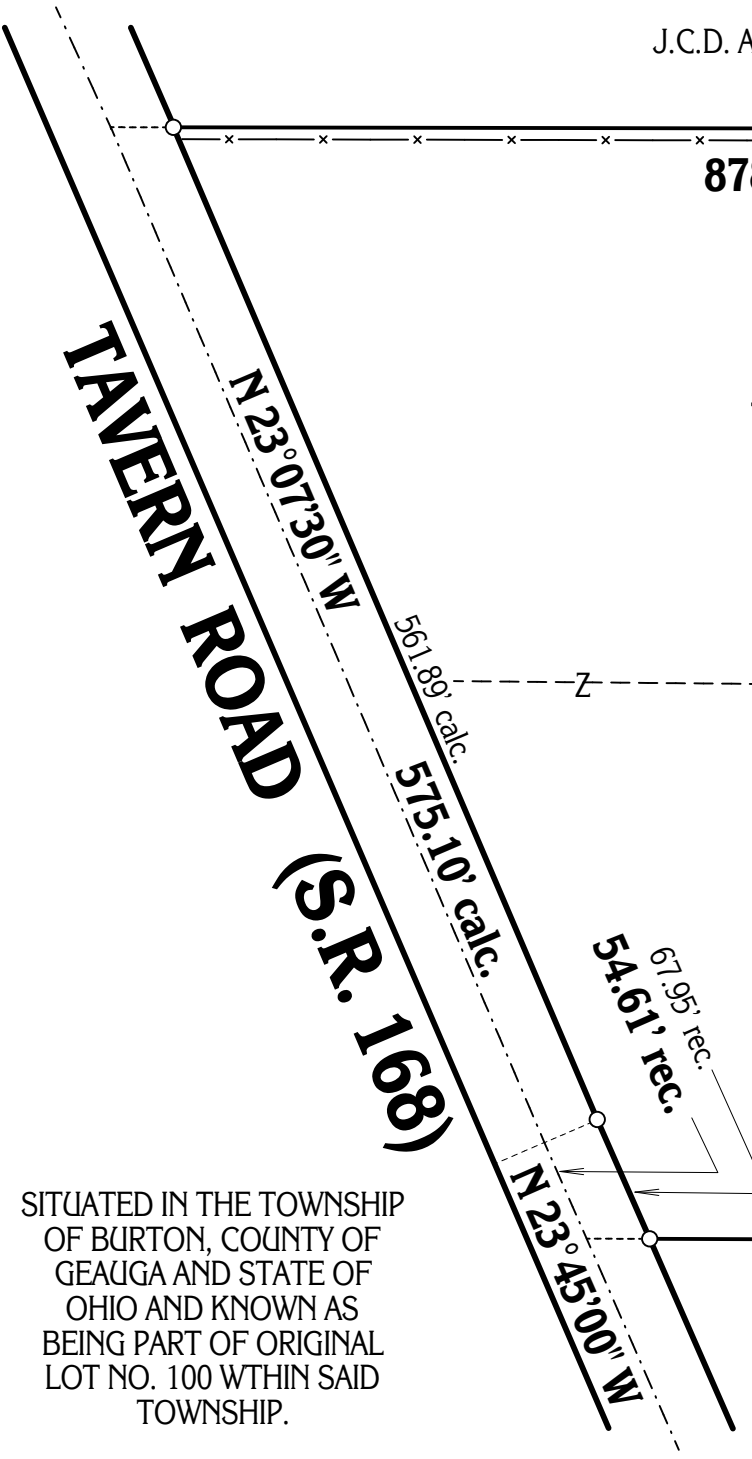 J.C.D. A
878
TAVERN ROAD (S.R. 168)
N 23°07'30" W
561.89' calc.
Z
575.10' calc.
67.95' rec.
54.61' rec.
N 23°45'00" W
SITUATED IN THE TOWNSHIP
OF BURTON, COUNTY OF
GEAUGA AND STATE OF
OHIO AND KNOWN AS
BEING PART OF ORIGINAL
LOT NO. 100 WTHIN SAID
TOWNSHIP.